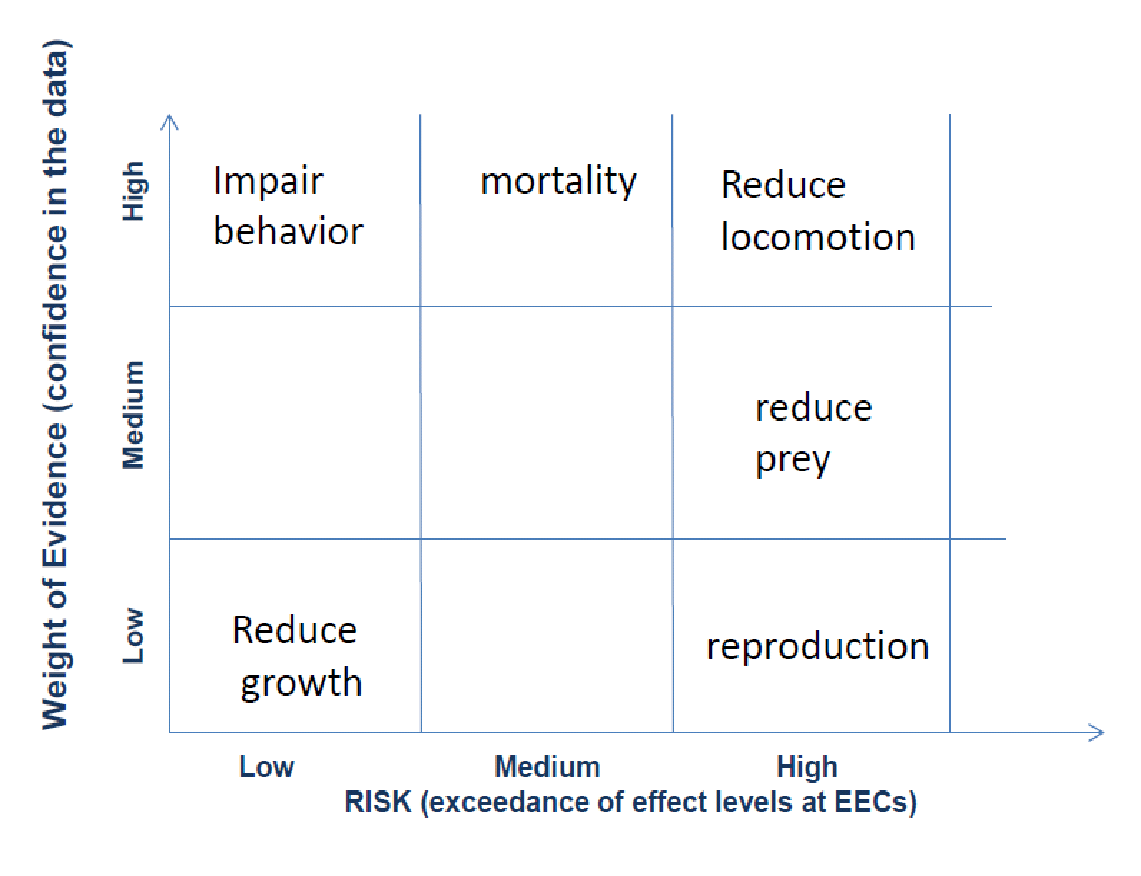 Weight of Evidence (confidence in the data)
High
Impair
behavior
mortality
Reduce
locomotion
Medium
reduce
prey
Low
Reduce
growth
reproduction
Low
Medium
High
RISK (exceedance of effect levels at EECs)